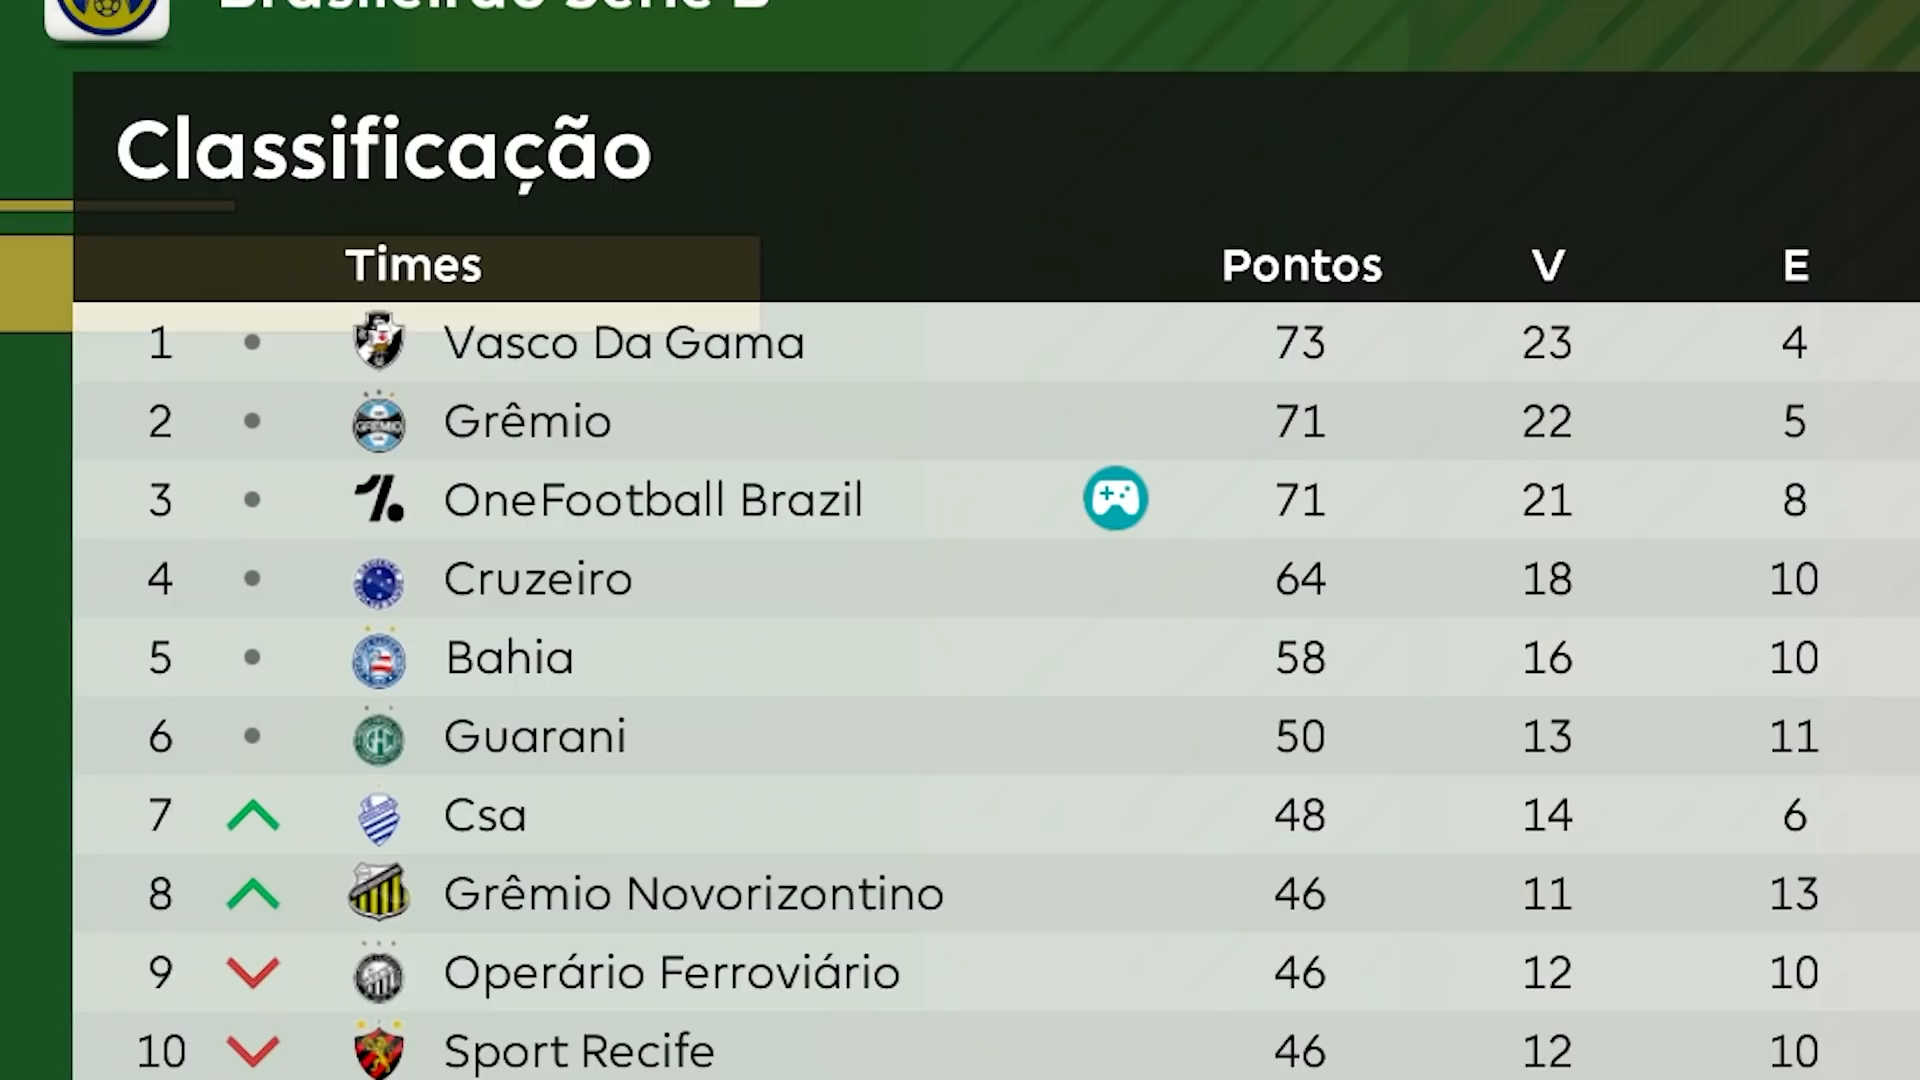 Brasileirão Série B
Classificação
Times Pontos V E
1 Vasco Da Gama 73 23 4
2 Grêmio 71 22 5
3 OneFootball Brazil 71 21 8
4 Cruzeiro 64 18 10
5 Bahia 58 16 10
6 Guarani 50 13 11
7 Csa 48 14 6
8 Grêmio Novorizontino 46 11 13
9 Operário Ferroviário 46 12 10
10 Sport Recife 46 12 10